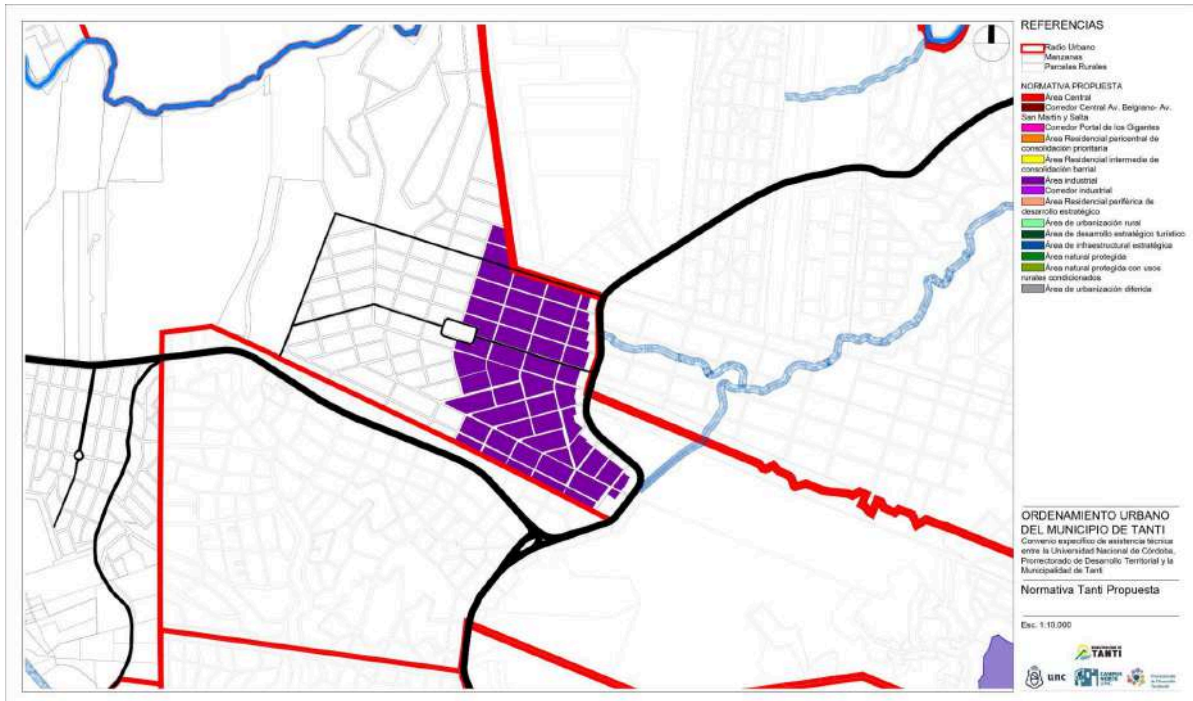 REFERENCIAS
Radio Urbano
Manzanas
Parcelas Rurales
NORMATIVA PROPUESTA
Área Central
Corredor Central Av. Belgrano- Av.
San Martín y Salta
Corredor Portal de los Gigantes
Área Residencial pericentral de
consolidación prioritaria
Área Residencial intermedia de
consolidación barrial
Área industrial
Corredor industrial
Área Residencial periférica de
desarrollo estratégico
Área de urbanización rural
Área de desarrollo estratégico turístico
Área de infraestructural estratégica
Área natural protegida
Área natural protegida con usos
rurales condicionados
Área de urbanización diferida
ORDENAMIENTO URBANO
DEL MUNICIPIO DE TANTI
Convenio específico de asistencia técnica
entre la Universidad Nacional de Córdoba,
Prorrectorado de Desarrollo Territorial y la
Municipalidad de Tanti
Normativa Tanti Propuesta
Esc. 1:10.000
TANTI
unc
CAMPUS
NORTE